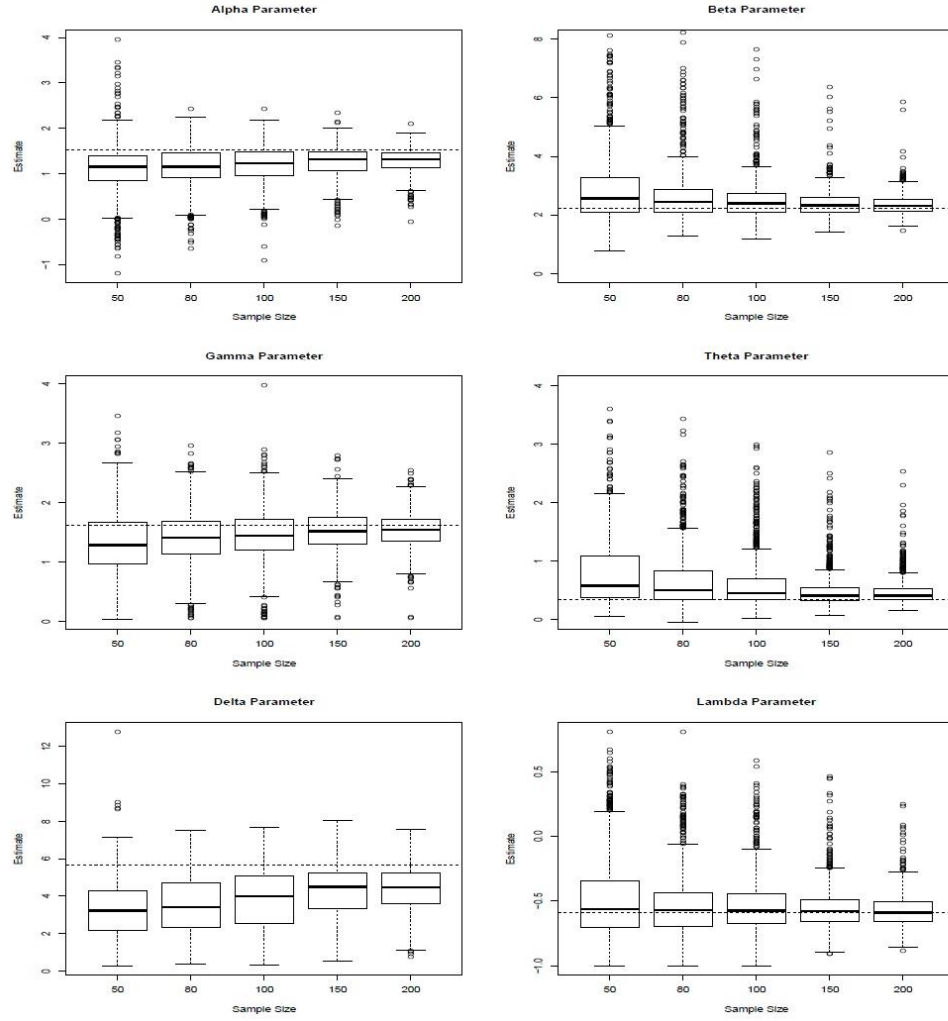 Alpha Parameter
Estimate
4
3
2
1
0
−1
50 80 100 150 200
Sample Size
Beta Parameter
Estimate
8
6
4
2
0
50 80 100 150 200
Sample Size
Gamma Parameter
Estimate
4
3
2
1
0
50 80 100 150 200
Sample Size
Theta Parameter
Estimate
4
3
2
1
0
50 80 100 150 200
Sample Size
Delta Parameter
Estimate
12
10
8
6
4
2
0
50 80 100 150 200
Sample Size
Lambda Parameter
Estimate
0.5
0.0
−0.5
−1.0
50 80 100 150 200
Sample Size